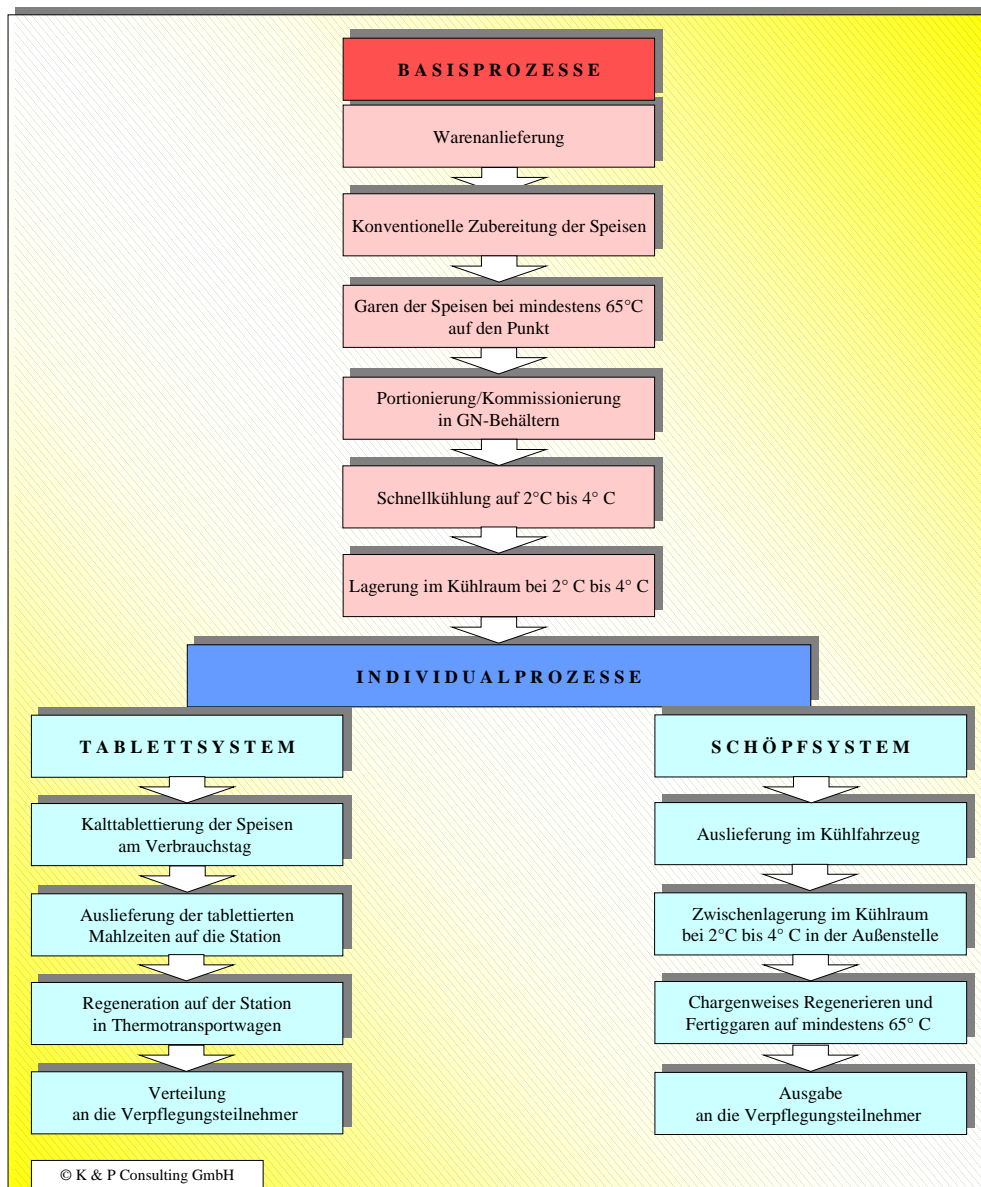 BASISPROZESSE
Warenanlieferung
Konventionelle Zubereitung der Speisen
Garen der Speisen bei mindestens 65°C
auf den Punkt
Portionierung/Kommissionierung
in GN-Behältern
Schnellkühlung auf 2°C bis 4° C
Lagerung im Kühlraum bei 2° C bis 4° C
INDIVIDUALPROZESSE
TABLETTSYSTEM
Kalttablettierung der Speisen
am Verbrauchstag
Auslieferung der tablettierten
Mahlzeiten auf die Station
Regeneration auf der Station
in Thermotransportwagen
Verteilung
an die Verpflegungsteilnehmer
SCHÖPFSYSTEM
Auslieferung im Kühlfahrzeug
Zwischenlagerung im Kühlraum
bei 2°C bis 4° C in der Außenstelle
Chargenweises Regenerieren und
Fertiggaren auf mindestens 65° C
Ausgabe
an die Verpflegungsteilnehmer
© K & P Consulting GmbH